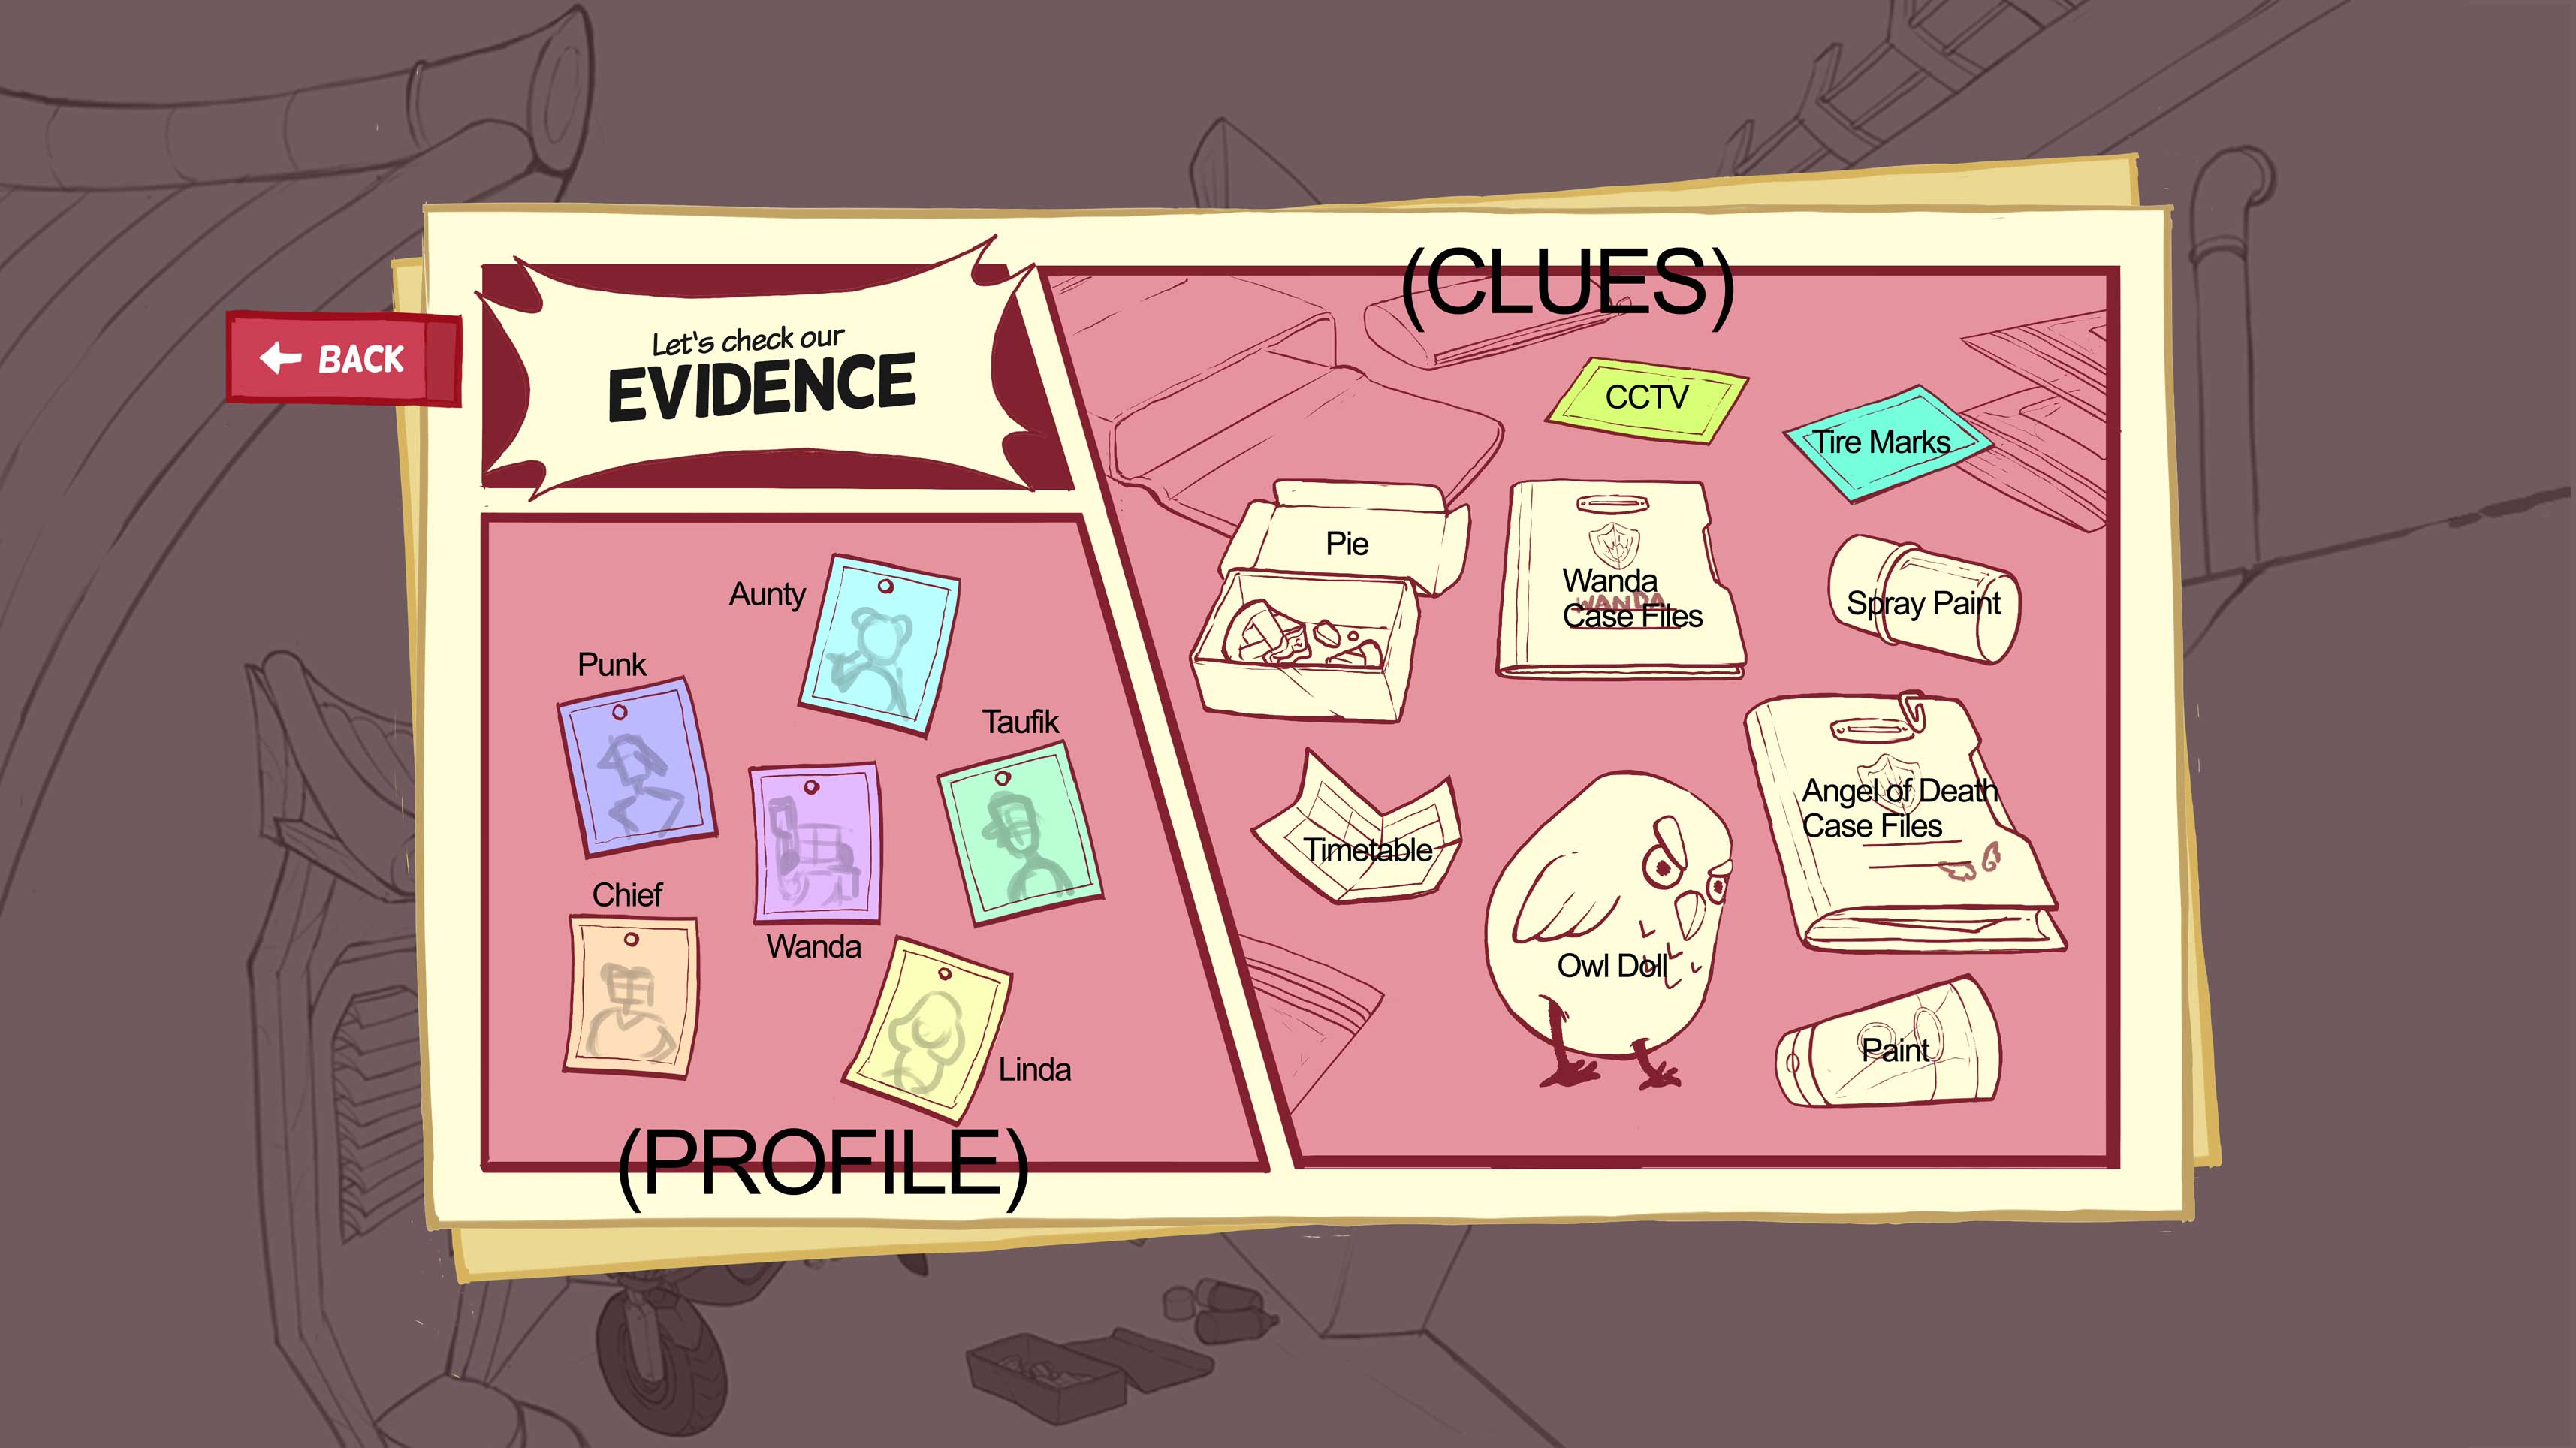 BACK
Let's check our
EVIDENCE
(CLUES)
CCTV
Tire Marks
Pie
Wanda
Case Files
WANDA
Spray Paint
Angel of Death
Case Files
Timetable
Owl Doll
Paint
Aunty
Punk
Taufik
Chief
Wanda
Linda
(PROFILE)